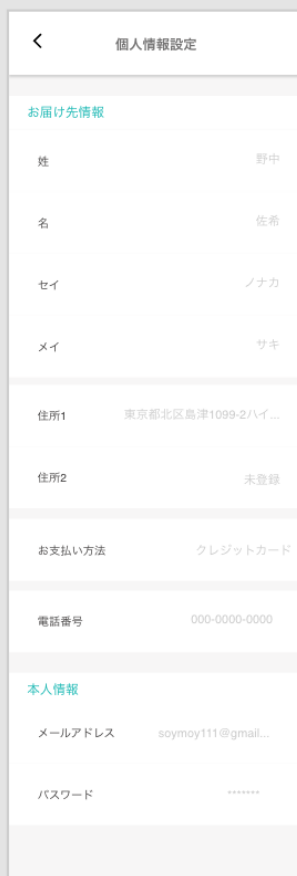 個人情報設定
お届け先情報
姓 野中
名 佐希
セイ ノナカ
メイ サキ
住所1 東京都北区島津1099-2ハイ...
住所2 未登録
お支払い方法 クレジットカード
電話番号 000-0000-0000
本人情報
メールアドレス soymoy111@gmail...
パスワード *******